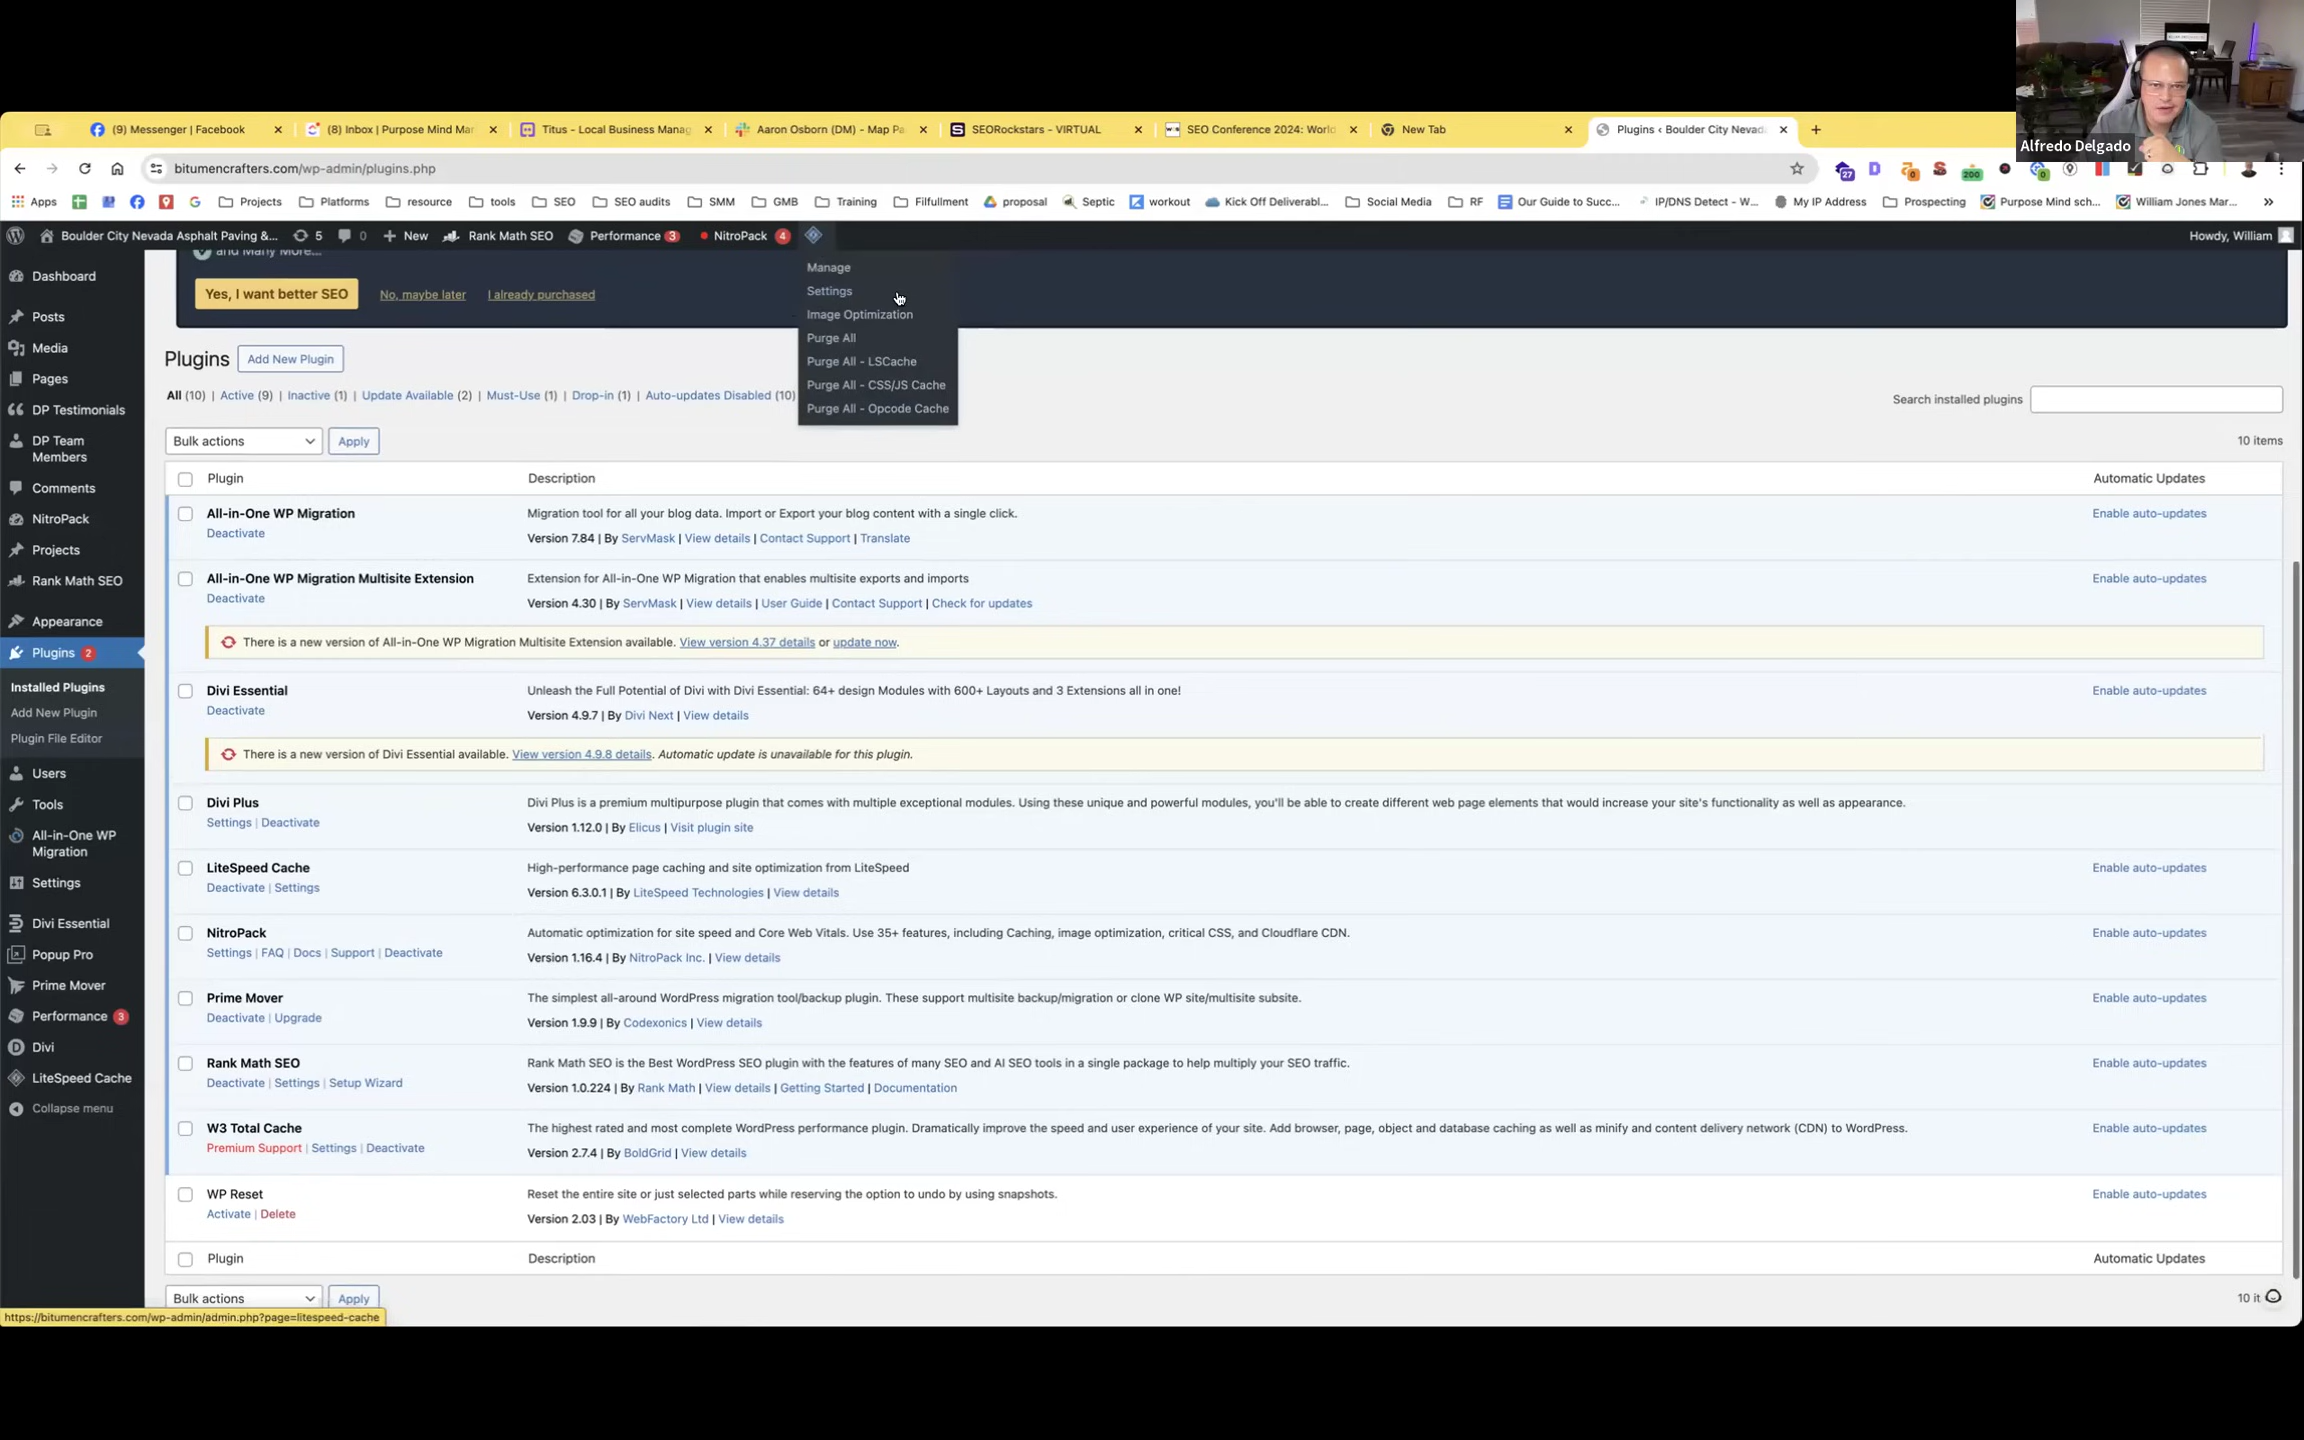 Alfredo Delgado
(9) Messenger | Facebook
(8) Inbox | Purpose Mind Mar
Titus - Local Business Manag
Aaron Osborn (DM) - Map Pa
SEORockstars - VIRTUAL
SEO Conference 2024: World
New Tab
Plugins ‹ Boulder City Nevad
bitumencrafters.com/wp-admin/plugins.php
27
0
200
0
Apps
Projects
Platforms
resource
tools
SEO
SEO audits
SMM
GMB
Training
Filfullment
proposal
Septic
workout
Kick Off Deliverabl...
Social Media
RF
Our Guide to Succ...
IP/DNS Detect - W...
My IP Address
Prospecting
Purpose Mind sch...
William Jones Mar...
»
Boulder City Nevada Asphalt Paving &...
5
0
New
Rank Math SEO
Performance 3
NitroPack 4
Howdy, William
Manage
Settings
Image Optimization
Purge All
Purge All - LSCache
Purge All - CSS/JS Cache
Purge All - Opcode Cache
Dashboard
Posts
Media
Pages
DP Testimonials
DP Team
Members
Comments
NitroPack
Projects
Rank Math SEO
Appearance
Plugins 2
Installed Plugins
Add New Plugin
Plugin File Editor
Users
Tools
All-in-One WP
Migration
Settings
Divi Essential
Popup Pro
Prime Mover
Performance 3
Divi
LiteSpeed Cache
Collapse menu
and Many More...
Yes, I want better SEO
No, maybe later
I already purchased
Plugins
Add New Plugin
All (10) | Active (9) | Inactive (1) | Update Available (2) | Must-Use (1) | Drop-in (1) | Auto-updates Disabled (10)
Search installed plugins
Bulk actions
Apply
10 items
Plugin
Description
Automatic Updates
All-in-One WP Migration
Deactivate
Migration tool for all your blog data. Import or Export your blog content with a single click.
Version 7.84 | By ServMask | View details | Contact Support | Translate
Enable auto-updates
All-in-One WP Migration Multisite Extension
Deactivate
Extension for All-in-One WP Migration that enables multisite exports and imports
Version 4.30 | By ServMask | View details | User Guide | Contact Support | Check for updates
Enable auto-updates
There is a new version of All-in-One WP Migration Multisite Extension available. View version 4.37 details or update now.
Divi Essential
Deactivate
Unleash the Full Potential of Divi with Divi Essential: 64+ design Modules with 600+ Layouts and 3 Extensions all in one!
Version 4.9.7 | By Divi Next | View details
Enable auto-updates
There is a new version of Divi Essential available. View version 4.9.8 details. Automatic update is unavailable for this plugin.
Divi Plus
Settings | Deactivate
Divi Plus is a premium multipurpose plugin that comes with multiple exceptional modules. Using these unique and powerful modules, you'll be able to create different web page elements that would increase your site's functionality as well as appearance.
Version 1.12.0 | By Elicus | Visit plugin site
LiteSpeed Cache
Deactivate | Settings
High-performance page caching and site optimization from LiteSpeed
Version 6.3.0.1 | By LiteSpeed Technologies | View details
Enable auto-updates
NitroPack
Settings | FAQ | Docs | Support | Deactivate
Automatic optimization for site speed and Core Web Vitals. Use 35+ features, including Caching, image optimization, critical CSS, and Cloudflare CDN.
Version 1.16.4 | By NitroPack Inc. | View details
Enable auto-updates
Prime Mover
Deactivate | Upgrade
The simplest all-around WordPress migration tool/backup plugin. These support multisite backup/migration or clone WP site/multisite subsite.
Version 1.9.9 | By Codexonics | View details
Enable auto-updates
Rank Math SEO
Deactivate | Settings | Setup Wizard
Rank Math SEO is the Best WordPress SEO plugin with the features of many SEO and AI SEO tools in a single package to help multiply your SEO traffic.
Version 1.0.224 | By Rank Math | View details | Getting Started | Documentation
Enable auto-updates
W3 Total Cache
Premium Support | Settings | Deactivate
The highest rated and most complete WordPress performance plugin. Dramatically improve the speed and user experience of your site. Add browser, page, object and database caching as well as minify and content delivery network (CDN) to WordPress.
Version 2.7.4 | By BoldGrid | View details
Enable auto-updates
WP Reset
Activate | Delete
Reset the entire site or just selected parts while reserving the option to undo by using snapshots.
Version 2.03 | By WebFactory Ltd | View details
Enable auto-updates
Plugin
Description
Automatic Updates
Bulk actions
Apply
10 it
https://bitumencrafters.com/wp-admin/admin.php?page=litespeed-cache